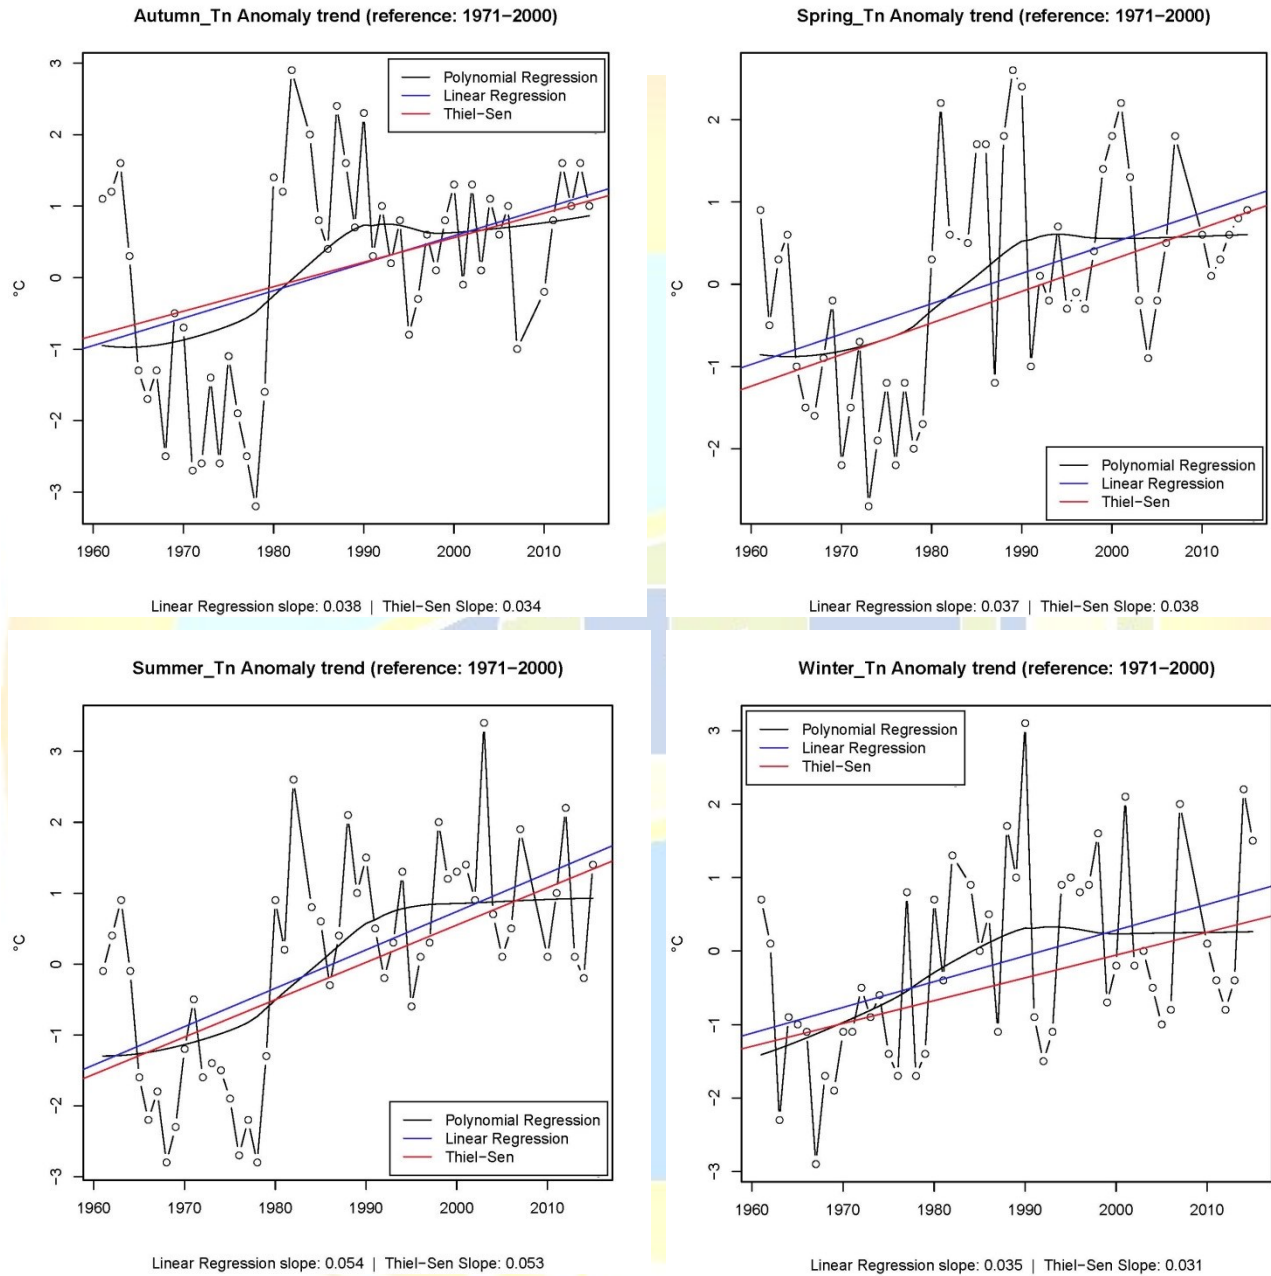 Autumn_Tn Anomaly trend (reference: 1971−2000)
3
2
1
0
-1
-2
-3
°C
Polynomial Regression
Linear Regression
Thiel−Sen
1960 1970 1980 1990 2000 2010
Linear Regression slope: 0.038 | Thiel−Sen Slope: 0.034
Spring_Tn Anomaly trend (reference: 1971−2000)
2
1
0
-1
-2
°C
Polynomial Regression
Linear Regression
Thiel−Sen
1960 1970 1980 1990 2000 2010
Linear Regression slope: 0.037 | Thiel−Sen Slope: 0.038
Summer_Tn Anomaly trend (reference: 1971−2000)
3
2
1
0
-1
-2
-3
°C
Polynomial Regression
Linear Regression
Thiel−Sen
1960 1970 1980 1990 2000 2010
Linear Regression slope: 0.054 | Thiel−Sen Slope: 0.053
Winter_Tn Anomaly trend (reference: 1971−2000)
Polynomial Regression
Linear Regression
Thiel−Sen
3
2
1
0
-1
-2
-3
°C
1960 1970 1980 1990 2000 2010
Linear Regression slope: 0.035 | Thiel−Sen Slope: 0.031